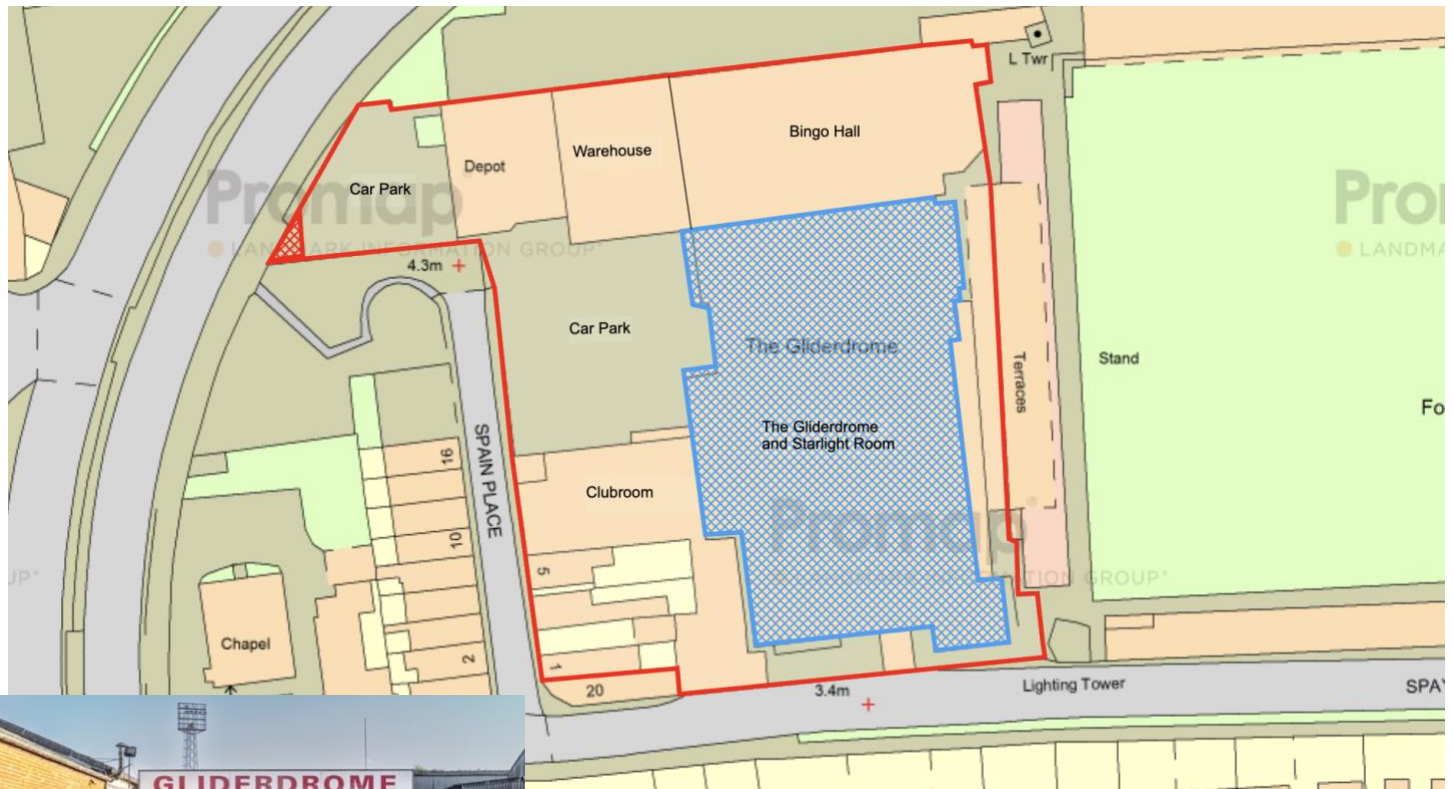 L Twr
Bingo Hall
Warehouse
Depot
Promap
Car Park
LANDMARK INFORMATION GROUP®
4.3m
Pro
LANDMA
Car Park
The Gliderdrome
Stand
Terraces
Fo
The Gliderdrome
and Starlight Room
16
SPAIN PLACE
Clubroom
10
Promap®
5
UP®
TION GROUP®
Chapel
2
1
20
3.4m
Lighting Tower
SPAY
GLIDERDROME